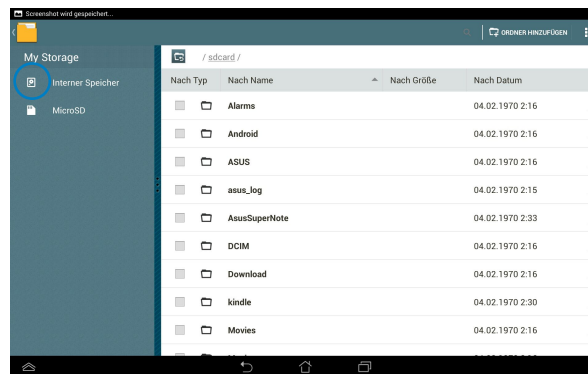 Screenshot wird gespeichert...
ORDNER HINZUFÜGEN
My Storage
Interner Speicher
MicroSD
/ sdcard /
Nach Typ Nach Name Nach Größe Nach Datum
Alarms 04.02.1970 2:16
Android 04.02.1970 2:16
ASUS 04.02.1970 2:16
asus_log 04.02.1970 2:15
AsusSuperNote 04.02.1970 2:33
DCIM 04.02.1970 2:16
Download 04.02.1970 2:16
kindle 04.02.1970 2:30
Movies 04.02.1970 2:16